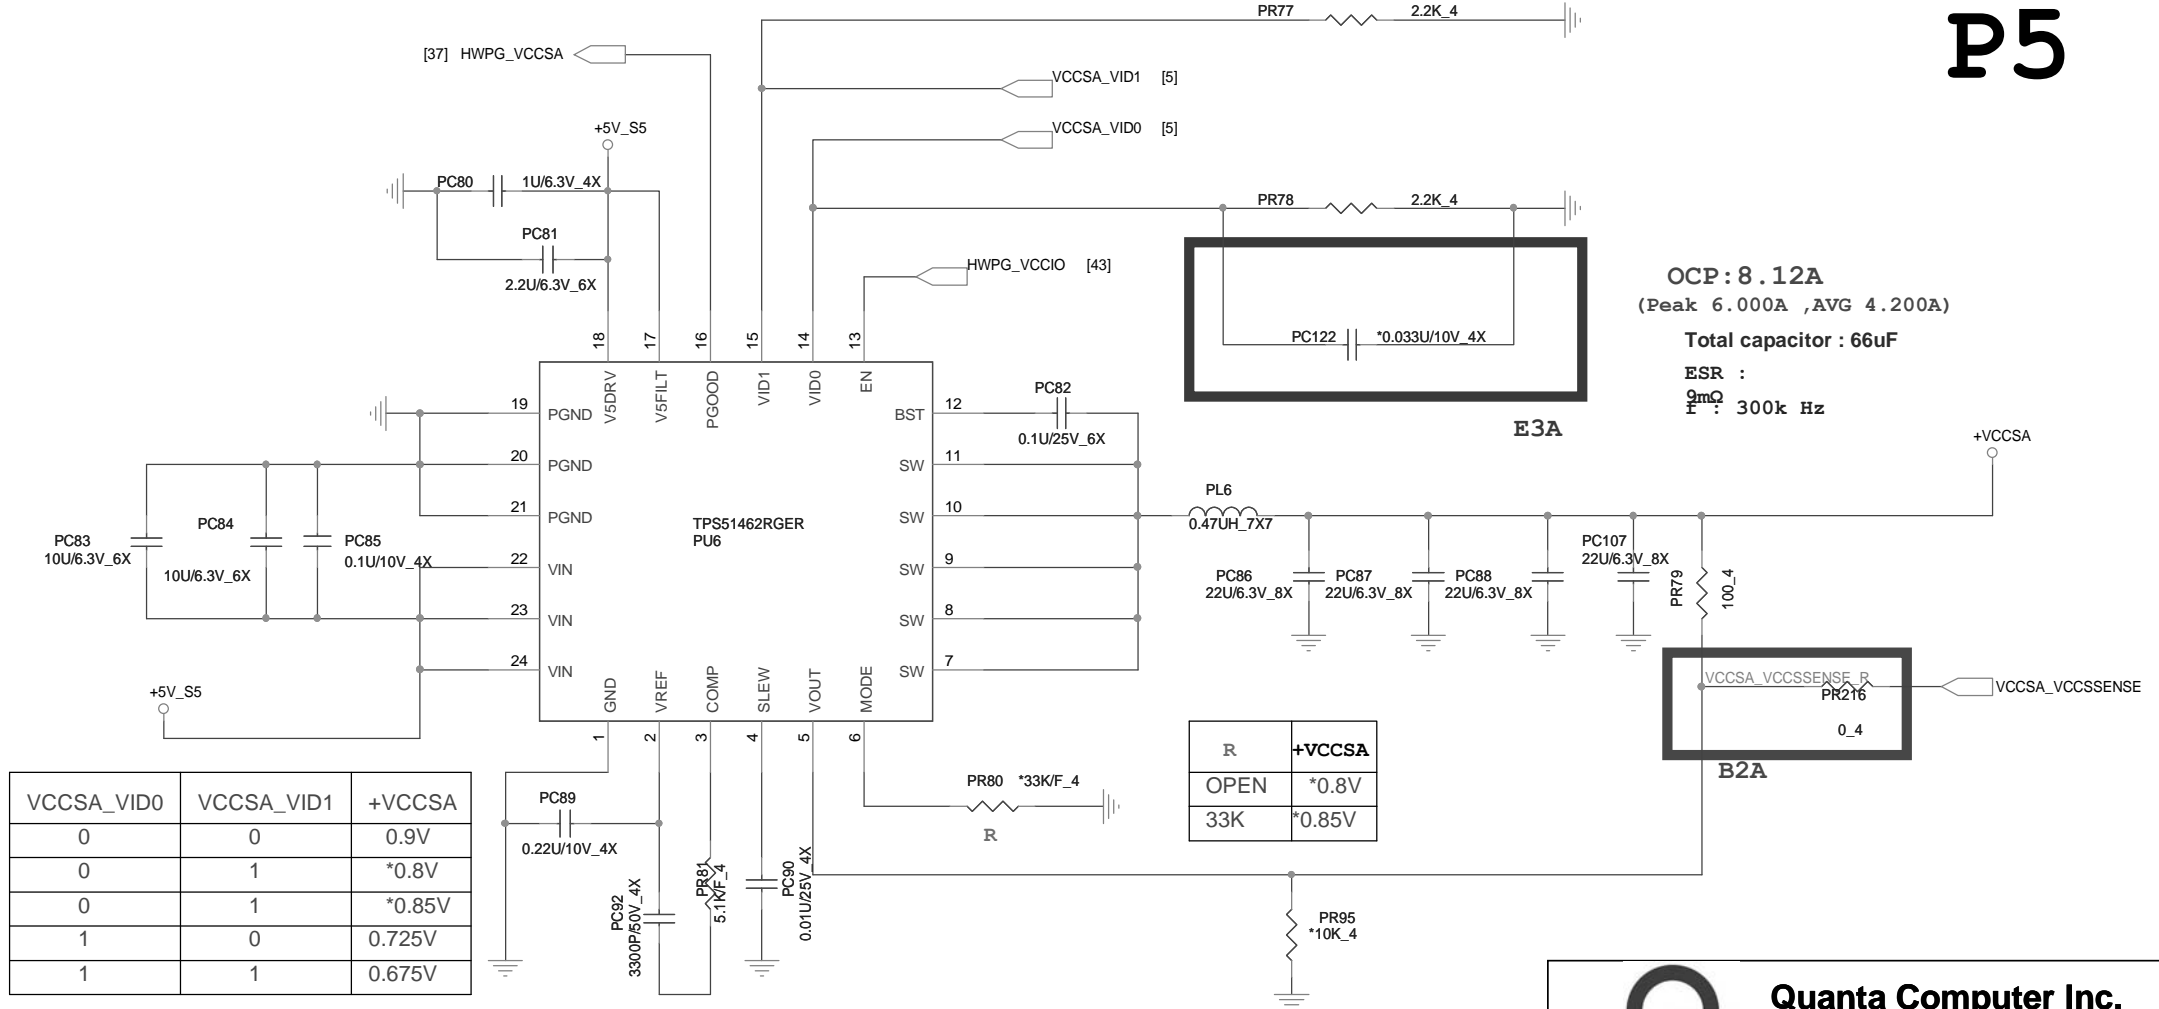 P5
PR77 2.2K_4
[37] HWPG_VCCSA
VCCSA_VID1 [5]
VCCSA_VID0 [5]
+5V_S5
PC80 1U/6.3V_4X
PC81
2.2U/6.3V_6X
PR78 2.2K_4
HWPG_VCCIO [43]
PC122 *0.033U/10V_4X
E3A
OCP:8.12A
(Peak 6.000A ,AVG 4.200A)
Total capacitor : 66uF
ESR :
9mΩ
f : 300k Hz
18 17 16 15 14 13
V5DRV V5FILT PGOOD VID1 VID0 EN
19 PGND
20 PGND
21 PGND
22 VIN
23 VIN
24 VIN
BST 12
SW 11
SW 10
SW 9
SW 8
SW 7
TPS51462RGER
PU6
GND VREF COMP SLEW VOUT MODE
1 2 3 4 5 6
PC82
0.1U/25V_6X
+VCCSA
PL6
0.47UH_7X7
PC83
10U/6.3V_6X
PC84
10U/6.3V_6X
PC85
0.1U/10V_4X
PC86
22U/6.3V_8X
PC87
22U/6.3V_8X
PC88
22U/6.3V_8X
PC107
22U/6.3V_8X
PR79
100_4
VCCSA_VCCSSENSE_R
PR216
0_4
VCCSA_VCCSSENSE
B2A
+5V_S5
PC89
0.22U/10V_4X
PC92
3300P/50V_4X
PR81
5.1K/F_4
PC90
0.01U/25V_4X
PR80 *33K/F_4
R
R +VCCSA
OPEN *0.8V
33K *0.85V
PR95
*10K_4
VCCSA_VID0 VCCSA_VID1 +VCCSA
0 0 0.9V
0 1 *0.8V
0 1 *0.85V
1 0 0.725V
1 1 0.675V
Quanta Computer Inc.